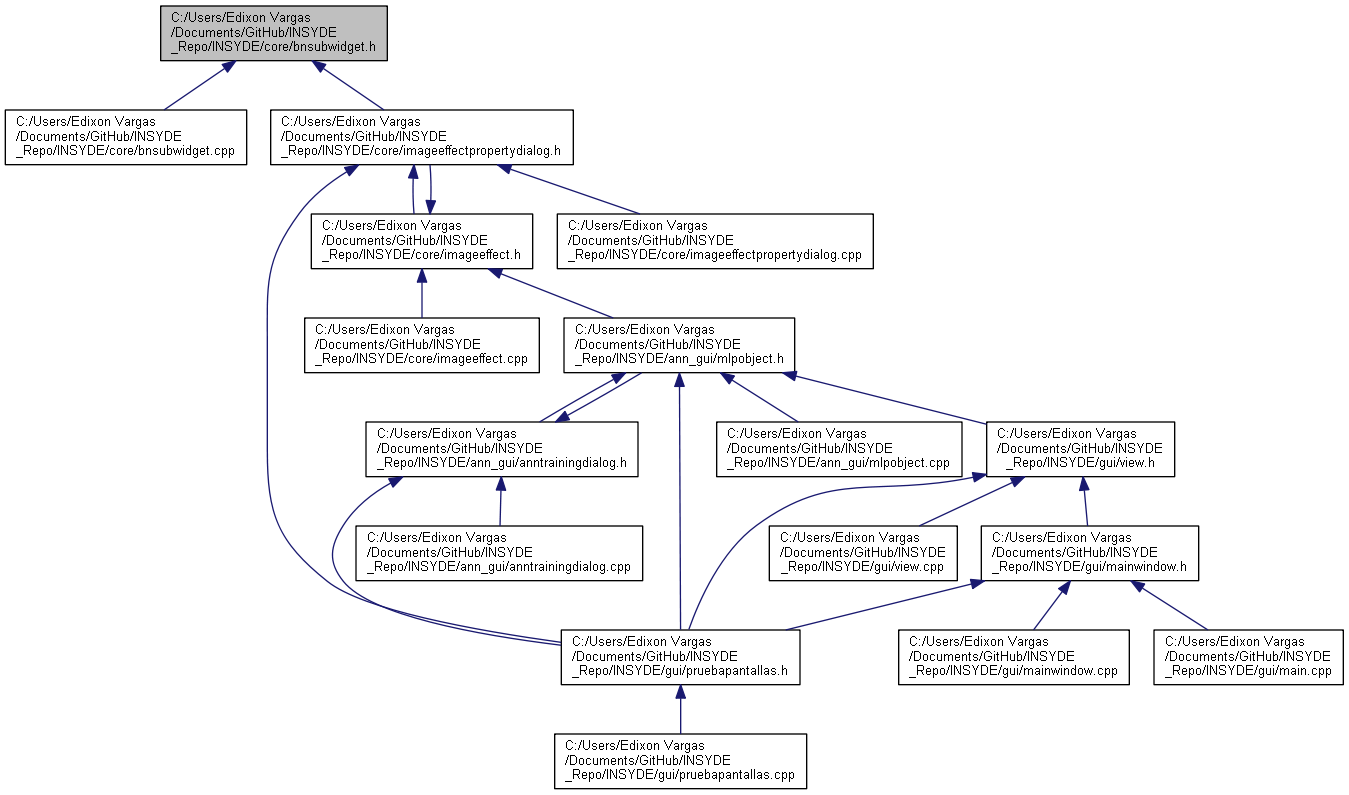 C:/Users/Edixon Vargas
/Documents/GitHub/INSYDE
_Repo/INSYDE/core/bnsubwidget.h
C:/Users/Edixon Vargas
/Documents/GitHub/INSYDE
_Repo/INSYDE/core/bnsubwidget.cpp
C:/Users/Edixon Vargas
/Documents/GitHub/INSYDE
_Repo/INSYDE/core/imageeffectpropertydialog.h
C:/Users/Edixon Vargas
/Documents/GitHub/INSYDE
_Repo/INSYDE/core/imageeffect.h
C:/Users/Edixon Vargas
/Documents/GitHub/INSYDE
_Repo/INSYDE/core/imageeffectpropertydialog.cpp
C:/Users/Edixon Vargas
/Documents/GitHub/INSYDE
_Repo/INSYDE/core/imageeffect.cpp
C:/Users/Edixon Vargas
/Documents/GitHub/INSYDE
_Repo/INSYDE/ann_gui/mlpobject.h
C:/Users/Edixon Vargas
/Documents/GitHub/INSYDE
_Repo/INSYDE/ann_gui/anntrainingdialog.h
C:/Users/Edixon Vargas
/Documents/GitHub/INSYDE
_Repo/INSYDE/ann_gui/mlpobject.cpp
C:/Users/Edixon Vargas
/Documents/GitHub/INSYDE
_Repo/INSYDE/gui/view.h
C:/Users/Edixon Vargas
/Documents/GitHub/INSYDE
_Repo/INSYDE/ann_gui/anntrainingdialog.cpp
C:/Users/Edixon Vargas
/Documents/GitHub/INSYDE
_Repo/INSYDE/gui/view.cpp
C:/Users/Edixon Vargas
/Documents/GitHub/INSYDE
_Repo/INSYDE/gui/mainwindow.h
C:/Users/Edixon Vargas
/Documents/GitHub/INSYDE
_Repo/INSYDE/gui/pruebapantallas.h
C:/Users/Edixon Vargas
/Documents/GitHub/INSYDE
_Repo/INSYDE/gui/mainwindow.cpp
C:/Users/Edixon Vargas
/Documents/GitHub/INSYDE
_Repo/INSYDE/gui/main.cpp
C:/Users/Edixon Vargas
/Documents/GitHub/INSYDE
_Repo/INSYDE/gui/pruebapantallas.cpp